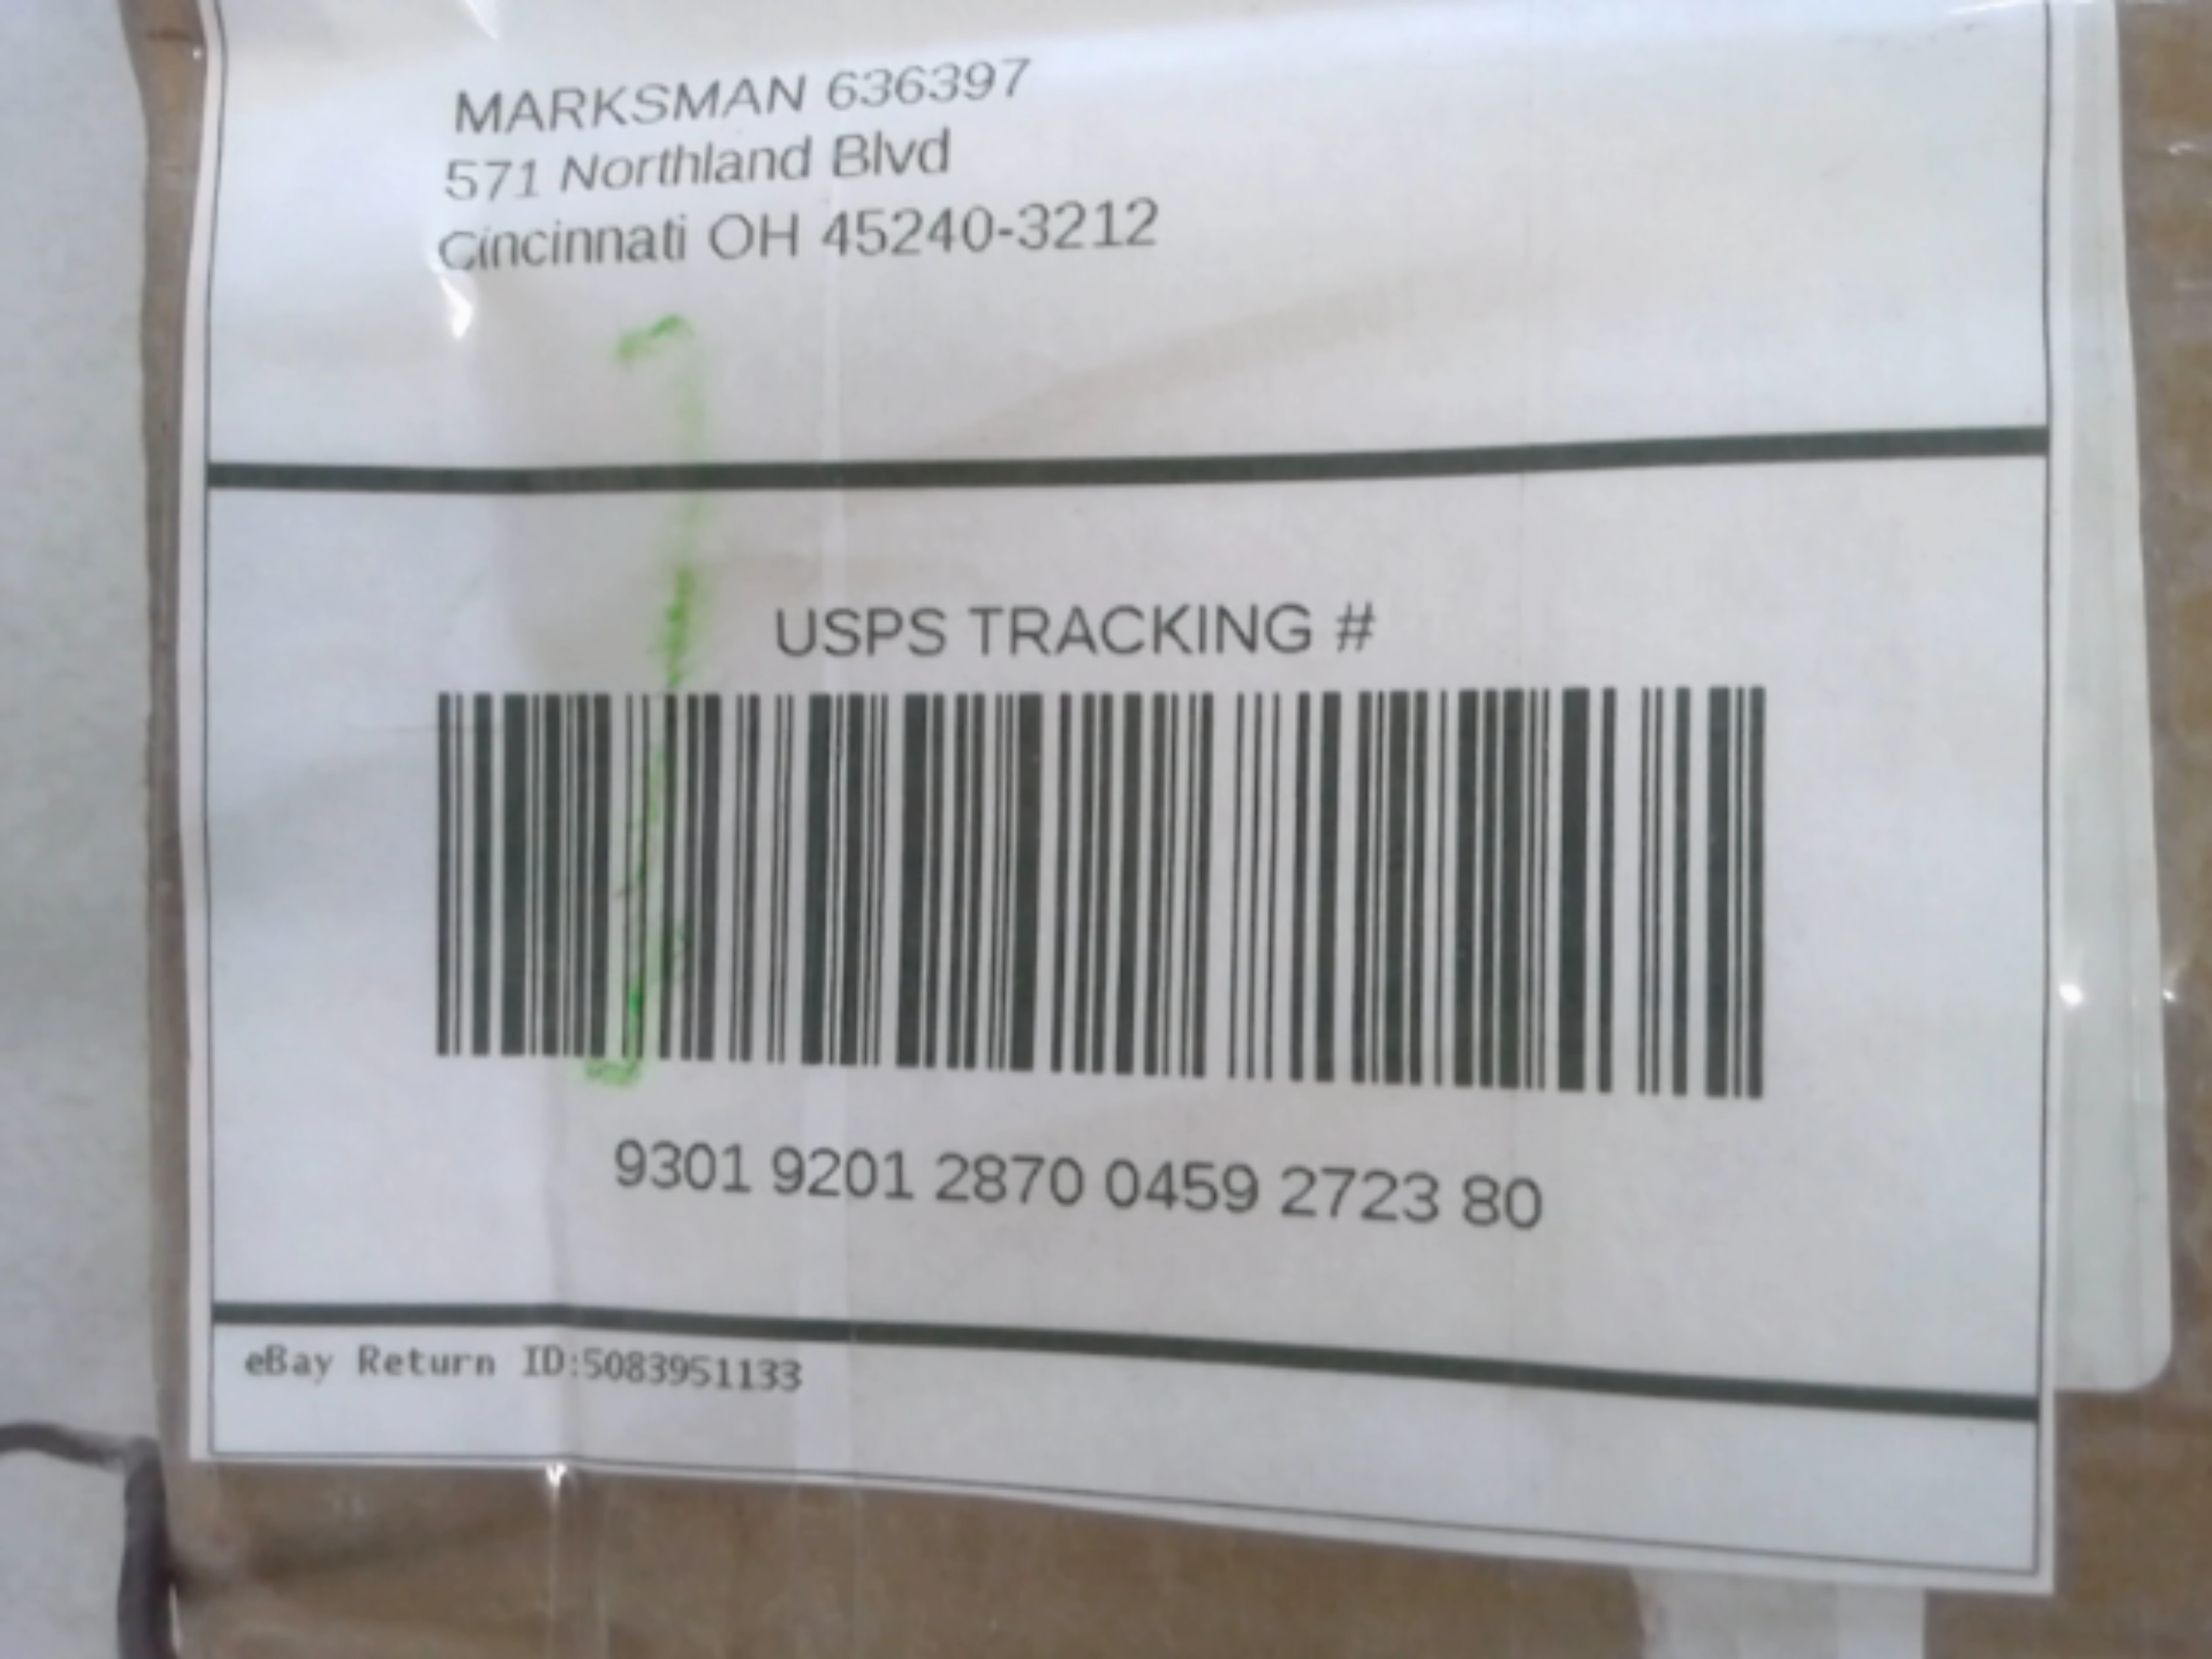 MARKSMAN 636397
571 Northland Blvd
Cincinnati OH 45240-3212
USPS TRACKING #
9301 9201 2870 0459 2723 80
eBay Return ID:5083951133